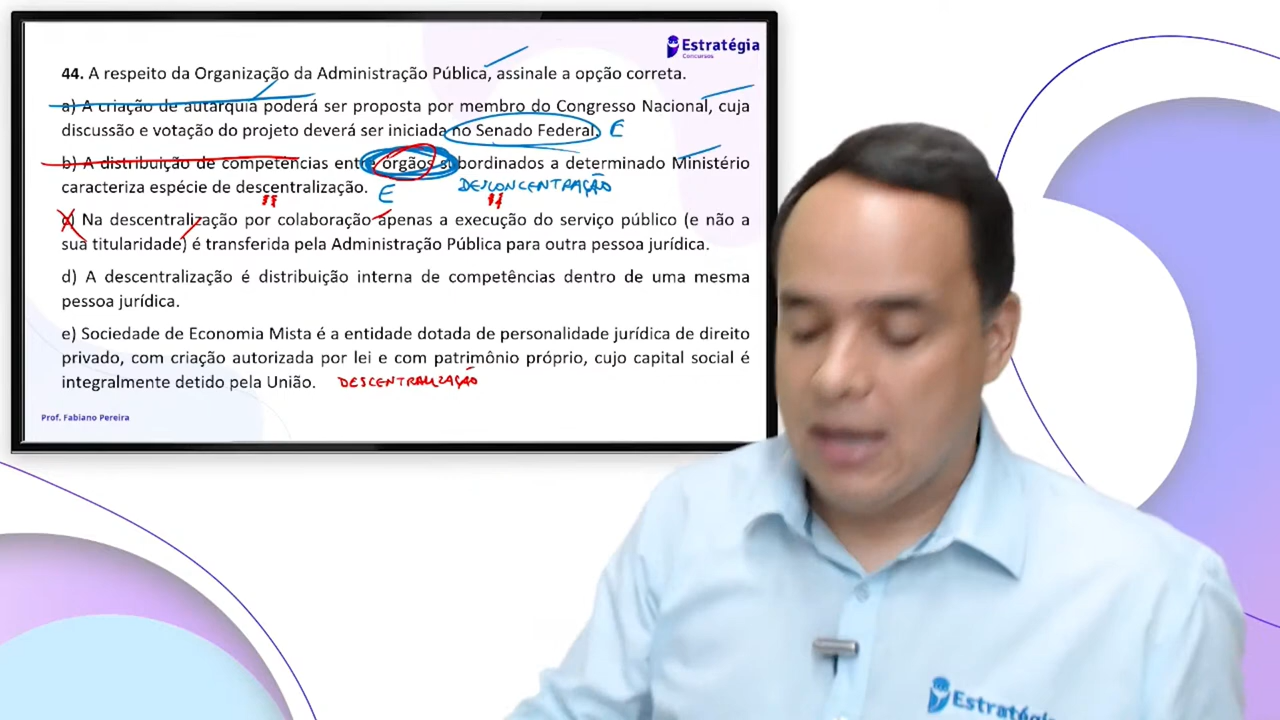 Estratégia
Concursos
44. A respeito da Organização da Administração Pública, assinale a opção correta.
a) A criação de autarquia poderá ser proposta por membro do Congresso Nacional, cuja
discussão e votação do projeto deverá ser iniciada no Senado Federal. E
b) A distribuição de competências entre órgãos subordinados a determinado Ministério
caracteriza espécie de descentralização. E DESCONCENTRAÇÃO
c) Na descentralização por colaboração apenas a execução do serviço público (e não a
sua titularidade) é transferida pela Administração Pública para outra pessoa jurídica.
d) A descentralização é distribuição interna de competências dentro de uma mesma
pessoa jurídica.
e) Sociedade de Economia Mista é a entidade dotada de personalidade jurídica de direito
privado, com criação autorizada por lei e com patrimônio próprio, cujo capital social é
integralmente detido pela União. DESCENTRALIZAÇÃO
Prof. Fabiano Pereira
Estratégia